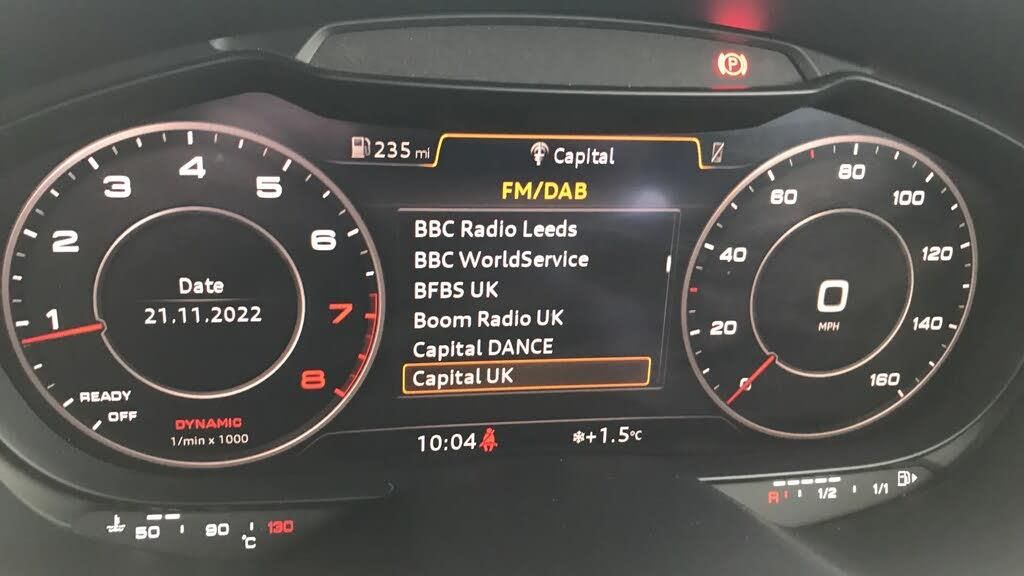 P
235 mi
Capital
FM/DAB
BBC Radio Leeds
BBC WorldService
BFBS UK
Boom Radio UK
Capital DANCE
Capital UK
1
2
3
4
5
6
7
8
Date
21.11.2022
READY
OFF
DYNAMIC
1/min x 1000
10:04
+1.5°C
0
20
40
60
80
100
120
140
160
0
MPH
50
90
130
°C
R
1/2
1/1